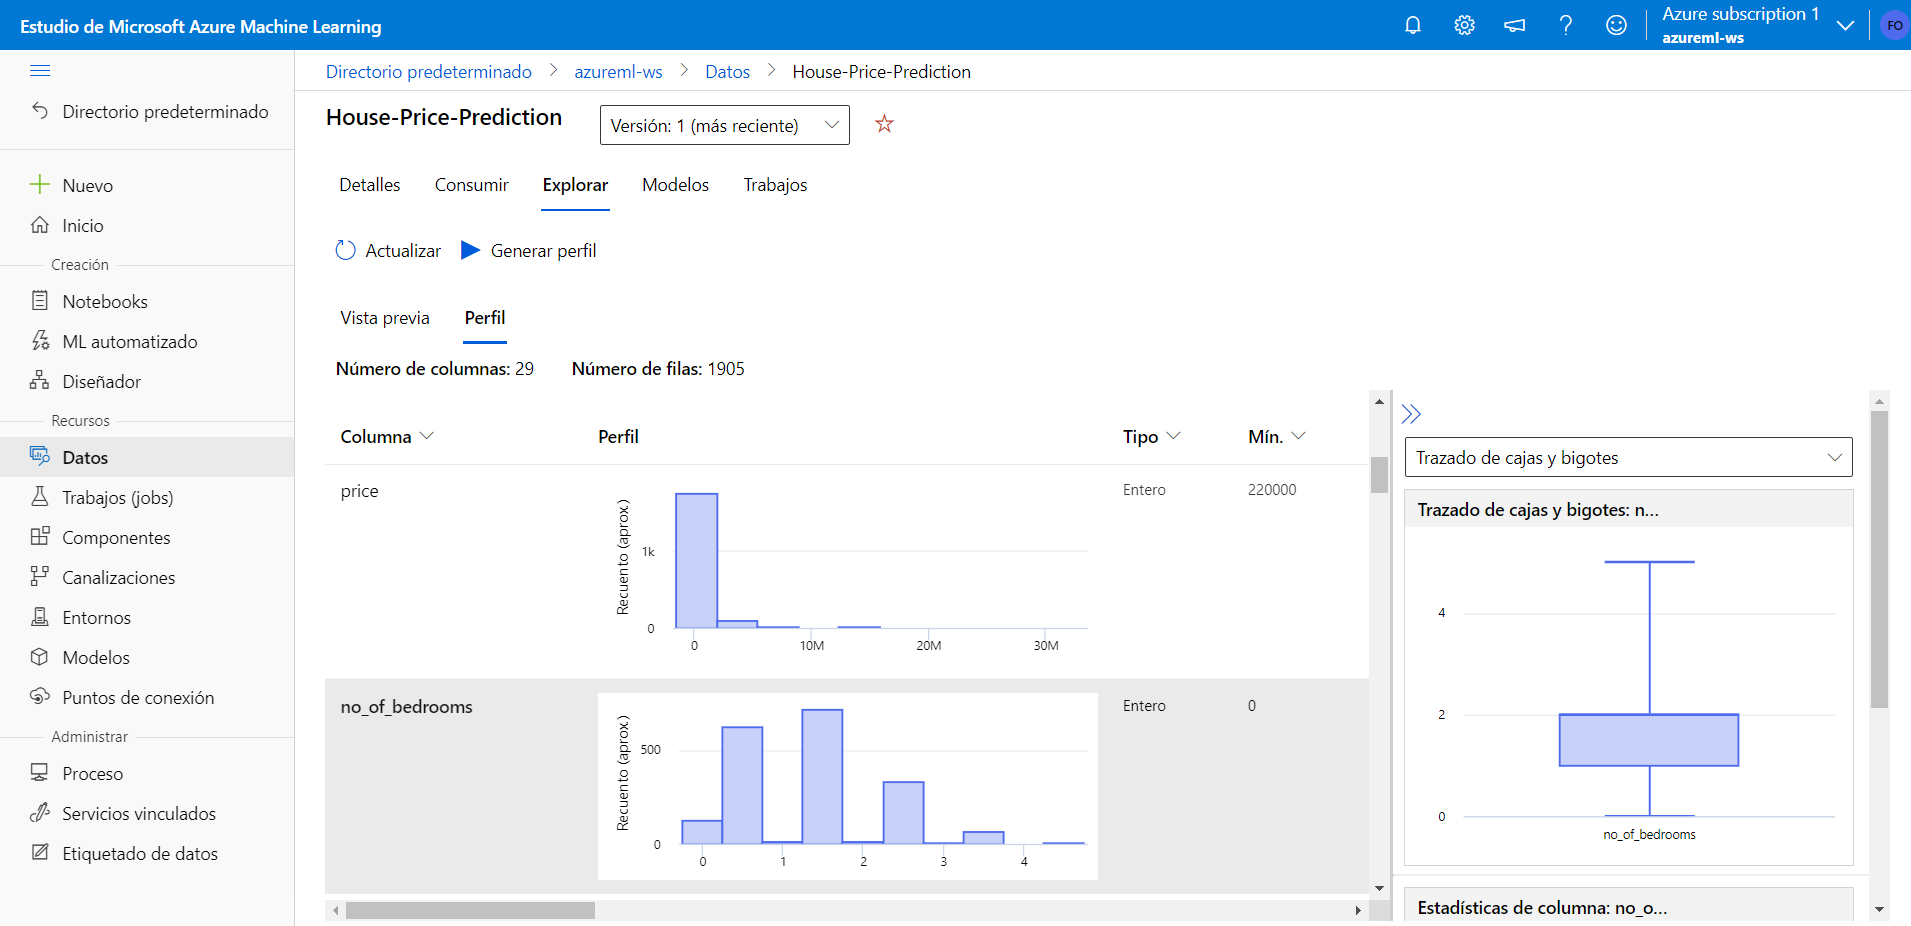 Estudio de Microsoft Azure Machine Learning
Azure subscription 1
azureml-ws
FO
Directorio predeterminado
Nuevo
Inicio
Creación
Notebooks
ML automatizado
Diseñador
Recursos
Datos
Trabajos (jobs)
Componentes
Canalizaciones
Entornos
Modelos
Puntos de conexión
Administrar
Proceso
Servicios vinculados
Etiquetado de datos
Directorio predeterminado > azureml-ws > Datos > House-Price-Prediction
House-Price-Prediction
Versión: 1 (más reciente)
Detalles Consumir Explorar Modelos Trabajos
Actualizar Generar perfil
Vista previa Perfil
Número de columnas: 29 Número de filas: 1905
Columna Perfil Tipo Mín.
price Entero 220000
Recuento (aprox.)
1k
0
0 10M 20M 30M
no_of_bedrooms Entero 0
Recuento (aprox.)
500
0
0 1 2 3 4
Trazado de cajas y bigotes
Trazado de cajas y bigotes: n...
4
2
0
no_of_bedrooms
Estadísticas de columna: no_o...